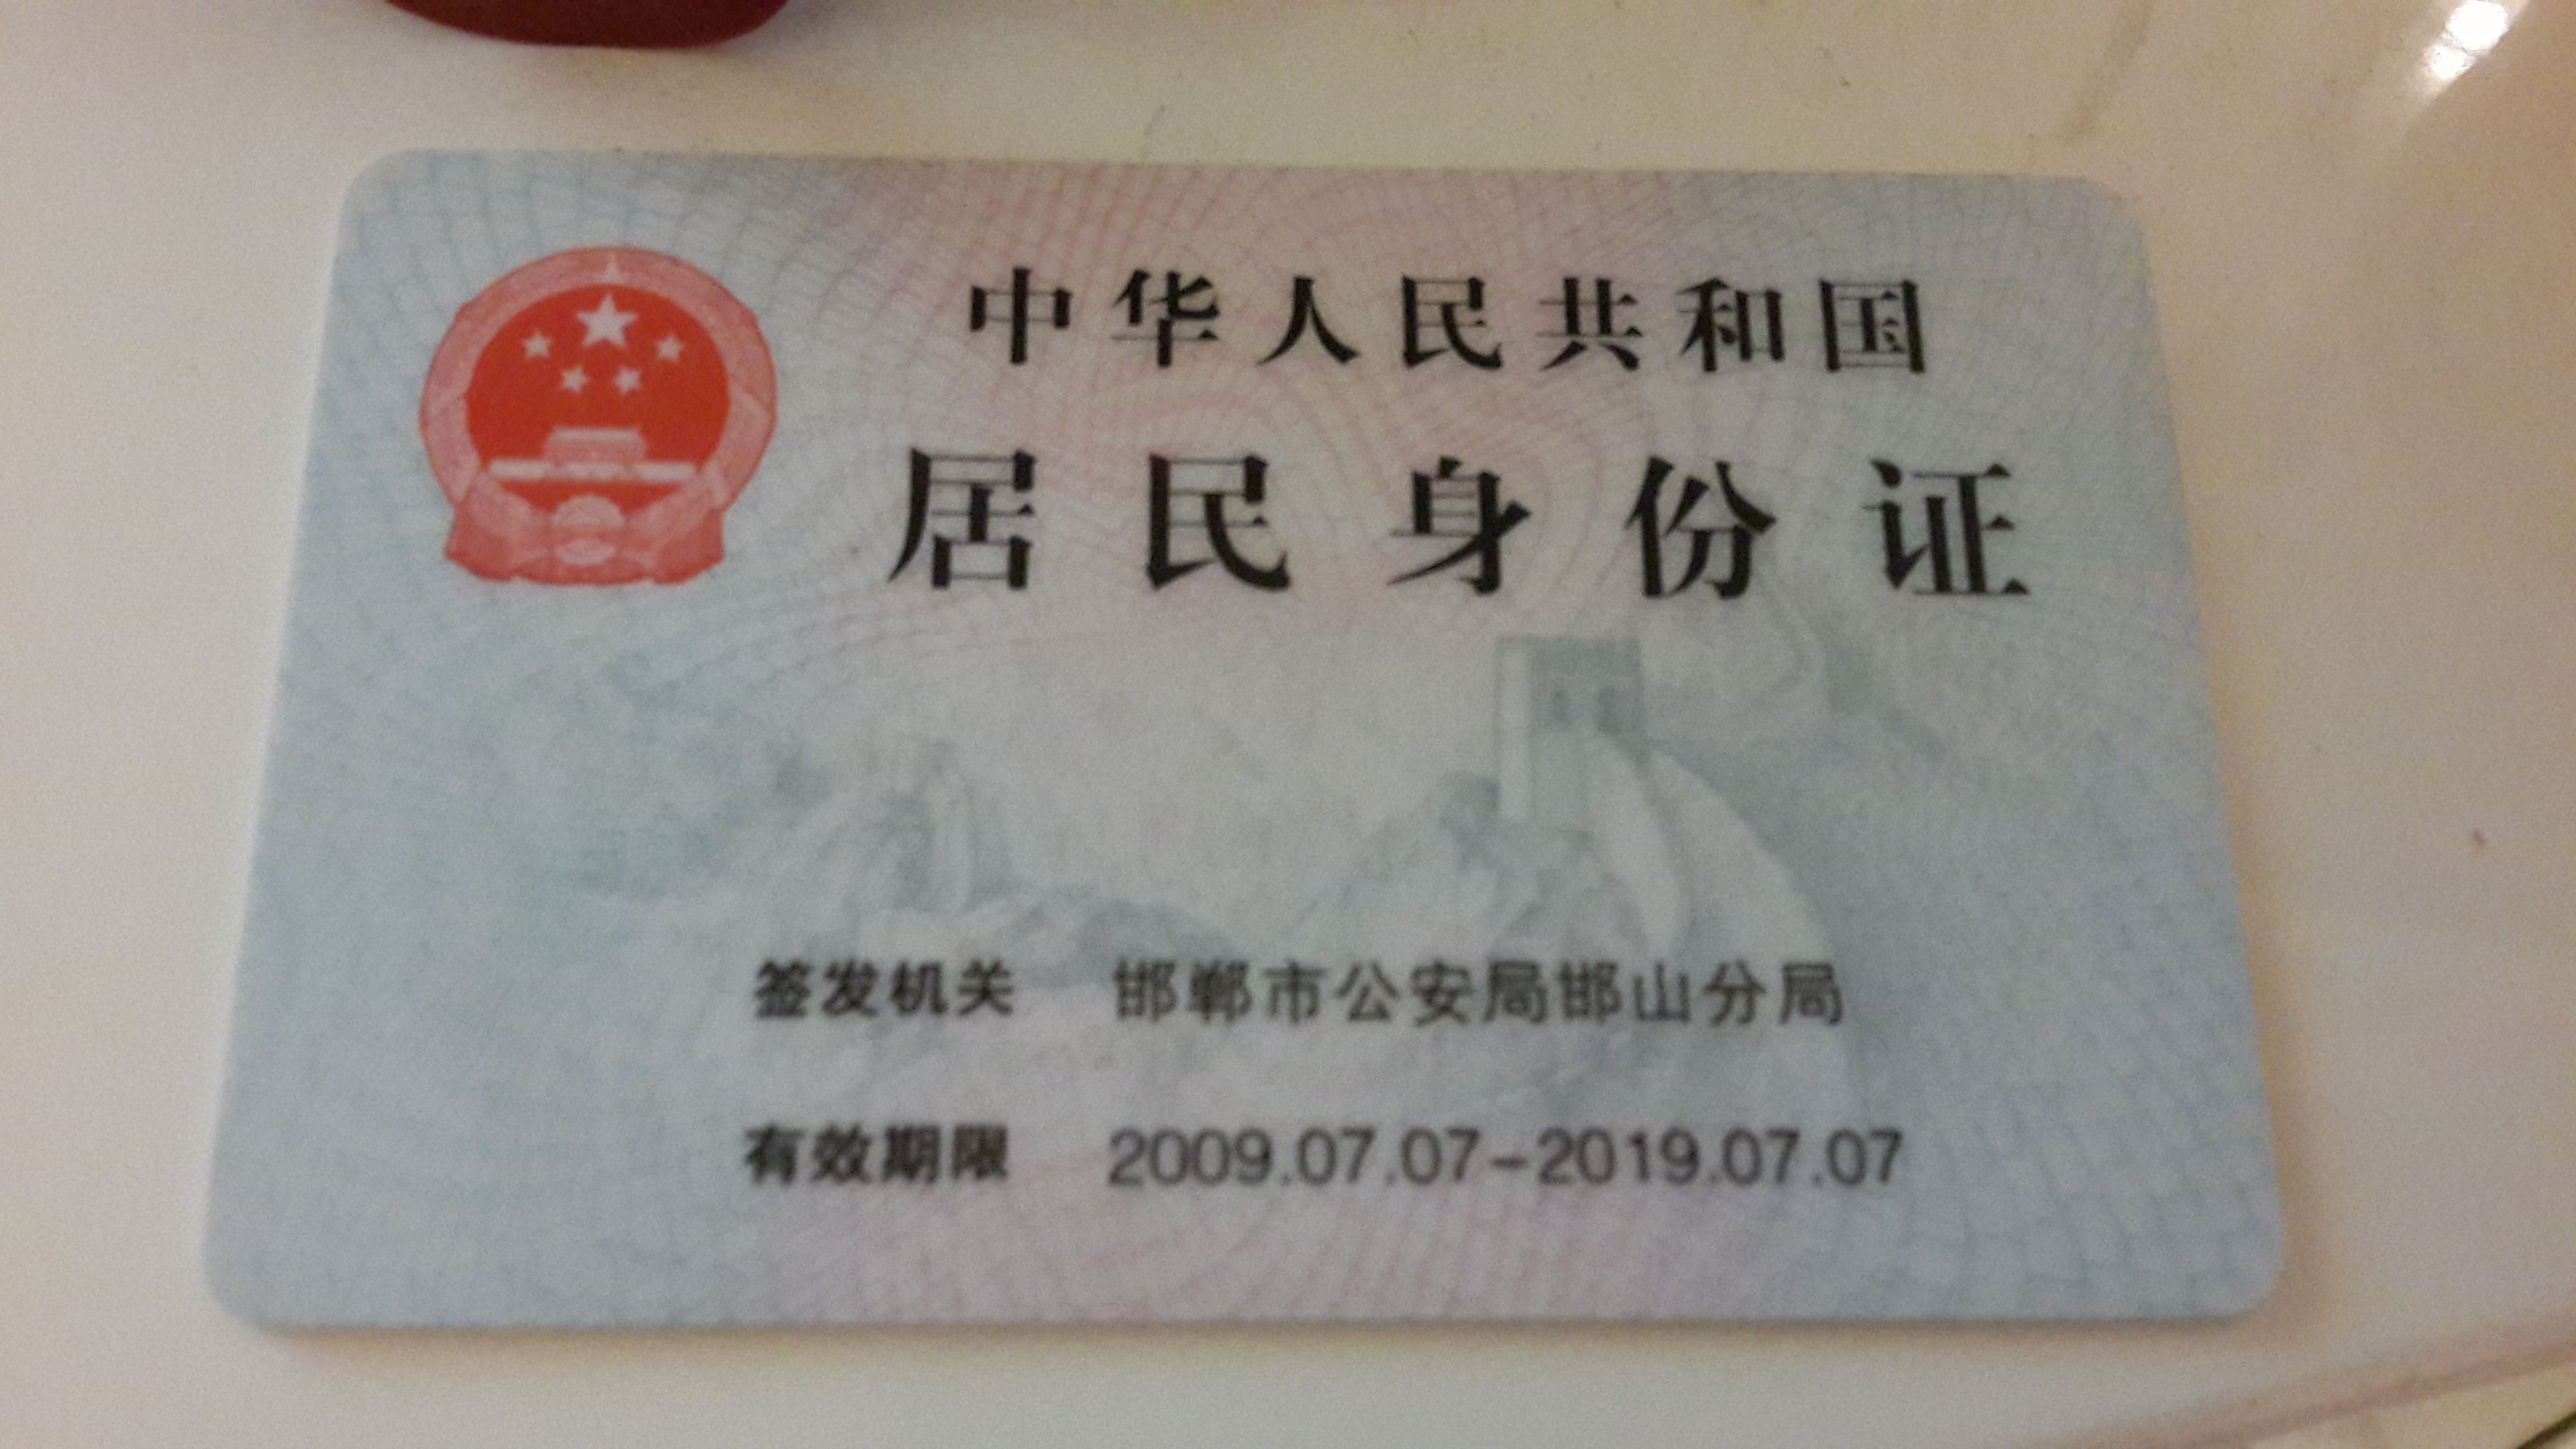 中华人民共和国
居民身份证
签发机关 邯郸市公安局邯山分局
有效期限 2009.07.07-2019.07.07